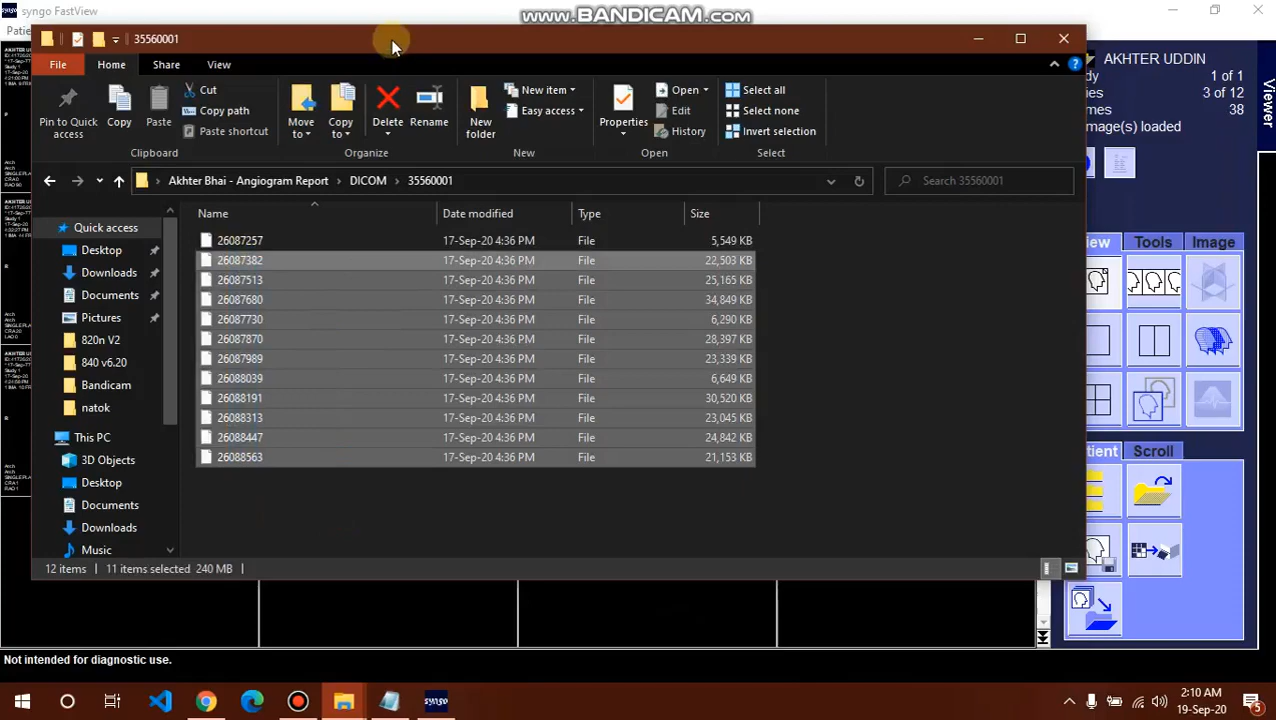 syngo FastView
www.BANDICAM.com
Patie
35560001
File
Home
Share
View
Pin to Quick access
Copy
Paste
Cut
Copy path
Paste shortcut
Clipboard
Move to
Copy to
Delete
Rename
Organize
New folder
New item
Easy access
New
Properties
Open
Edit
History
Open
Select all
Select none
Invert selection
Select
Akhter Bhai - Angiogram Report
DICOM
35560001
Search 35560001
Name
Date modified
Type
Size
Quick access
Desktop
Downloads
Documents
Pictures
820n V2
840 v6.20
Bandicam
natok
This PC
3D Objects
Desktop
Documents
Downloads
Music
26087257 17-Sep-20 4:36 PM File 5,549 KB
26087382 17-Sep-20 4:36 PM File 22,503 KB
26087513 17-Sep-20 4:36 PM File 25,165 KB
26087680 17-Sep-20 4:36 PM File 34,849 KB
26087730 17-Sep-20 4:36 PM File 6,290 KB
26087870 17-Sep-20 4:36 PM File 28,397 KB
26087989 17-Sep-20 4:36 PM File 23,339 KB
26088039 17-Sep-20 4:36 PM File 6,649 KB
26088191 17-Sep-20 4:36 PM File 30,520 KB
26088313 17-Sep-20 4:36 PM File 23,045 KB
26088447 17-Sep-20 4:36 PM File 24,842 KB
26088563 17-Sep-20 4:36 PM File 21,153 KB
12 items
11 items selected 240 MB
AKHTER UDDIN
dy 1 of 1
ies 3 of 12
mes 38
mage(s) loaded
Viewer
iew
Tools
Image
tient
Scroll
Not intended for diagnostic use.
2:10 AM
19-Sep-20
5